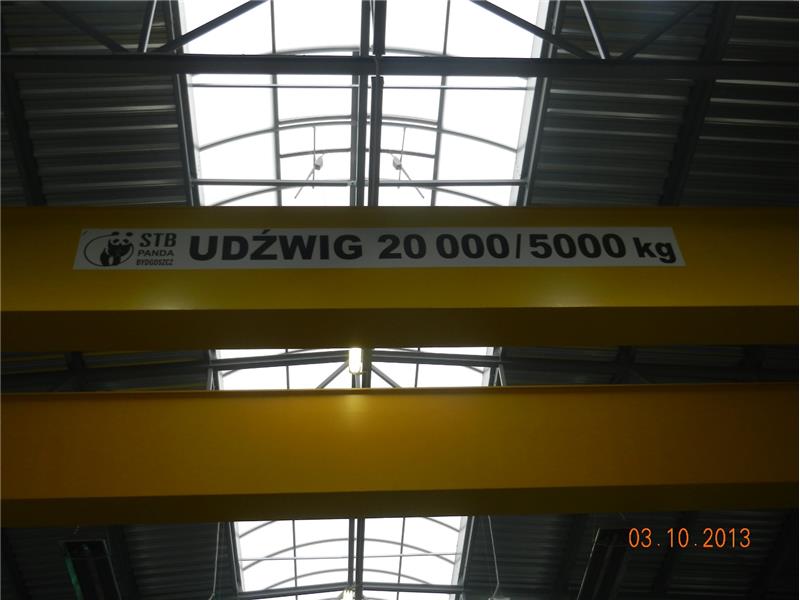 STB
PANDA
BYDGOSZCZ
UDŹWIG 20 000/5000 kg
03.10.2013